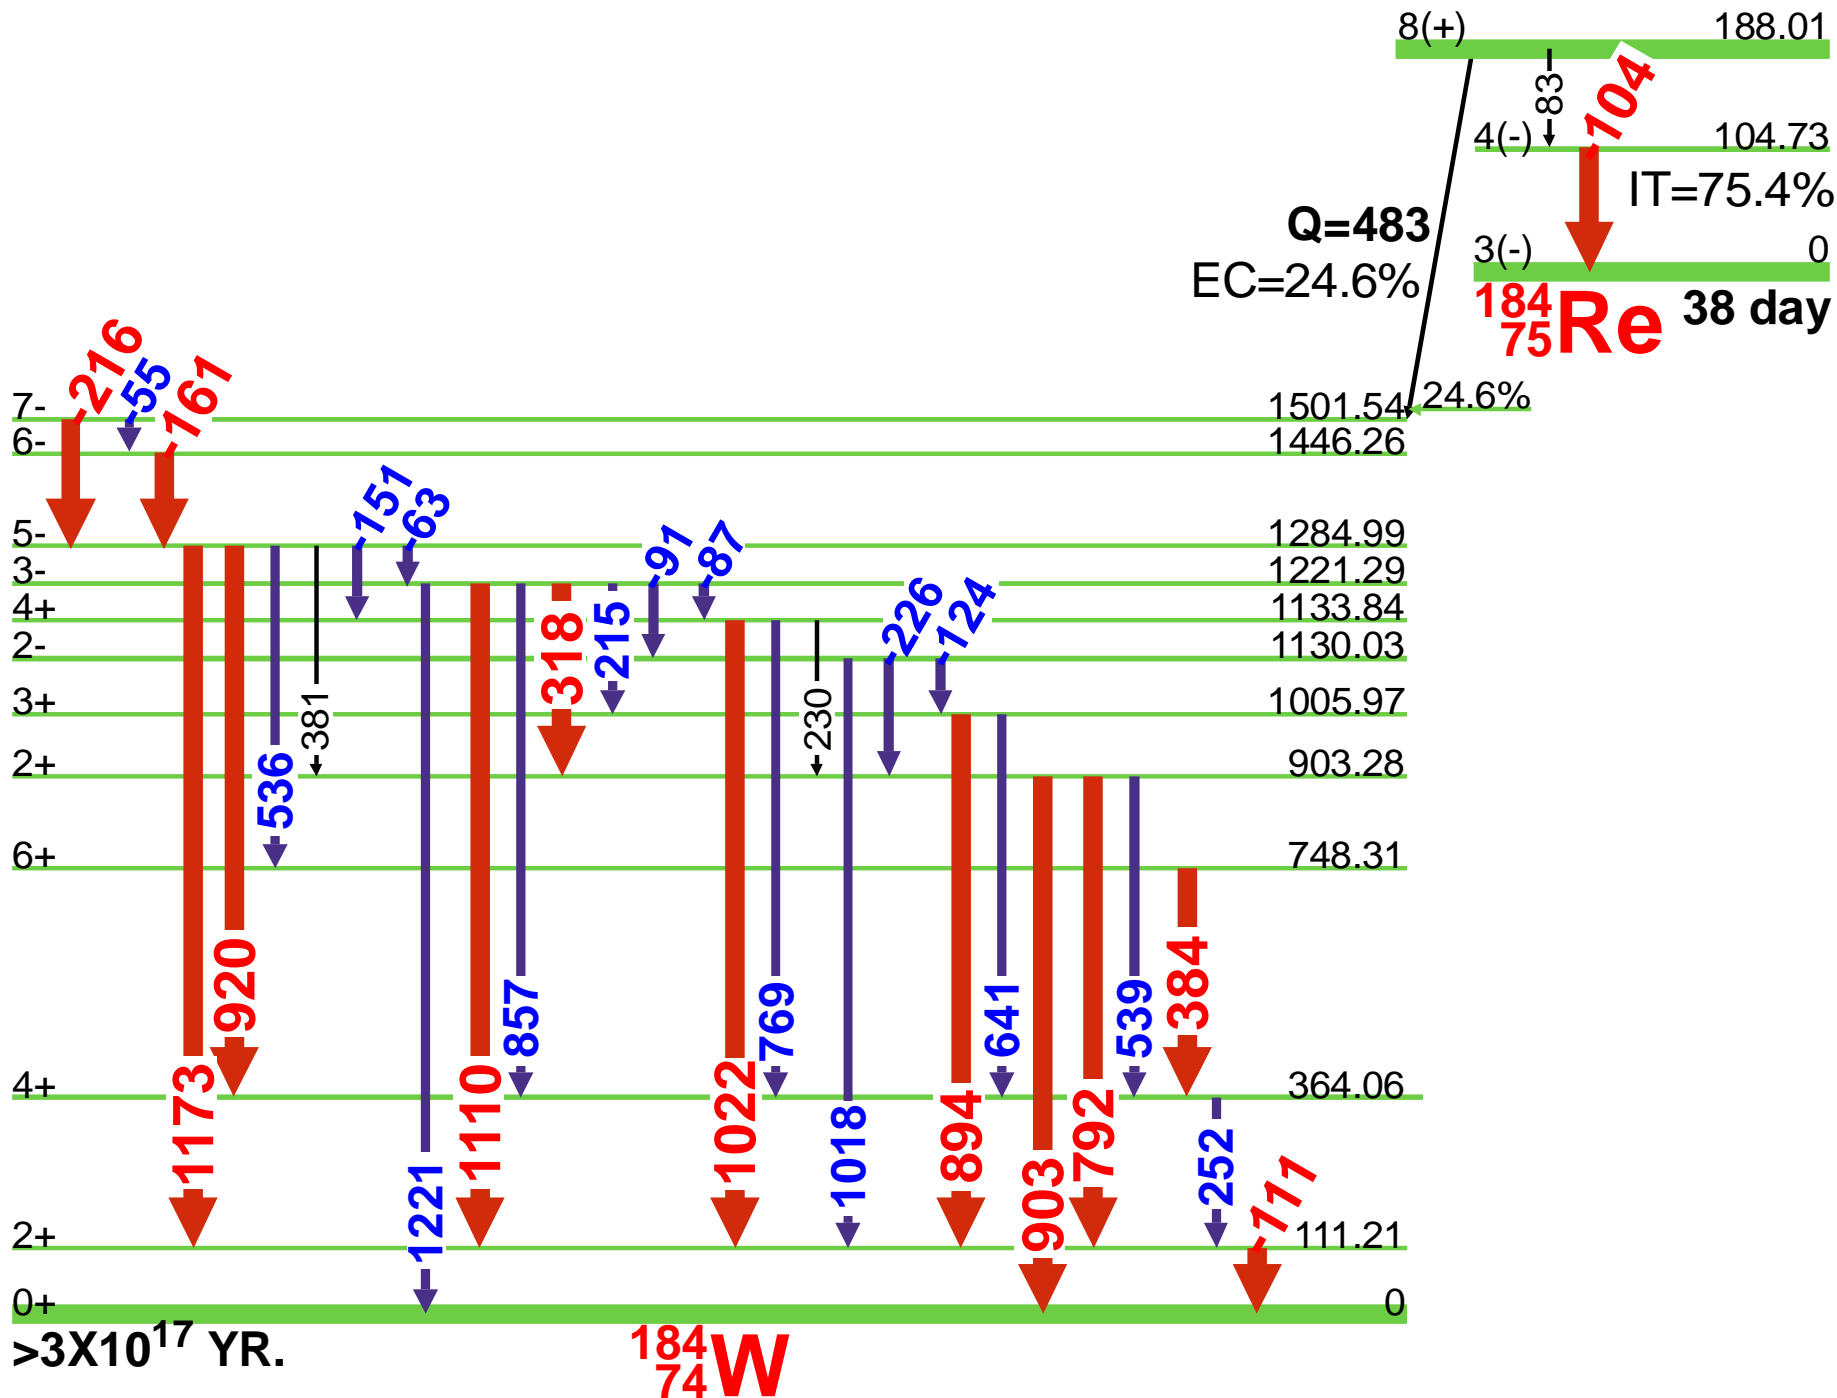 8(+) 188.01
83
104
4(-) 104.73
IT=75.4%
Q=483
EC=24.6%
3(-) 0
184
75 Re 38 day
24.6%
216 55 161
7- 1501.54
6- 1446.26
151 63 91 87
5- 1284.99
3- 1221.29
226 124
4+ 1133.84
2- 1130.03
318 215
3+ 1005.97
381 230
2+ 903.28
536
6+ 748.31
920 857 769 641 539 384
4+ 364.06
1173 1110 1022 1018 894 792 252
1221 903 111
2+ 111.21
0+ 0
>3X10^17 YR.
184
74 W